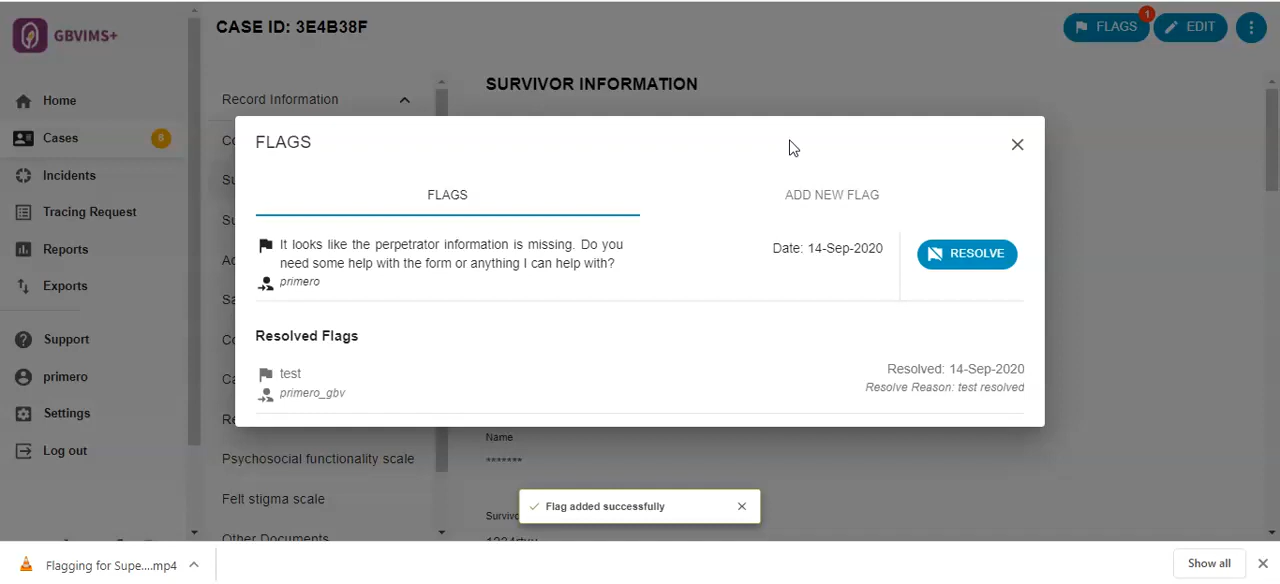 GBVIMS+
CASE ID: 3E4B38F
FLAGS
1
EDIT
Home
Cases
8
Incidents
Tracing Request
Reports
Exports
Support
primero
Settings
Log out
Record Information
SURVIVOR INFORMATION
FLAGS
FLAGS
ADD NEW FLAG
It looks like the perpetrator information is missing. Do you
need some help with the form or anything I can help with?
primero
Date: 14-Sep-2020
RESOLVE
Resolved Flags
test
primero_gbv
Resolved: 14-Sep-2020
Resolve Reason: test resolved
Name
*******
Psychosocial functionality scale
Felt stigma scale
Other Documents
Flag added successfully
Flagging for Supe....mp4
Show all